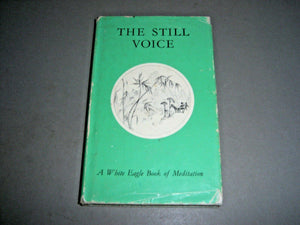 THE STILL
VOICE
A White Eagle Book of Meditation